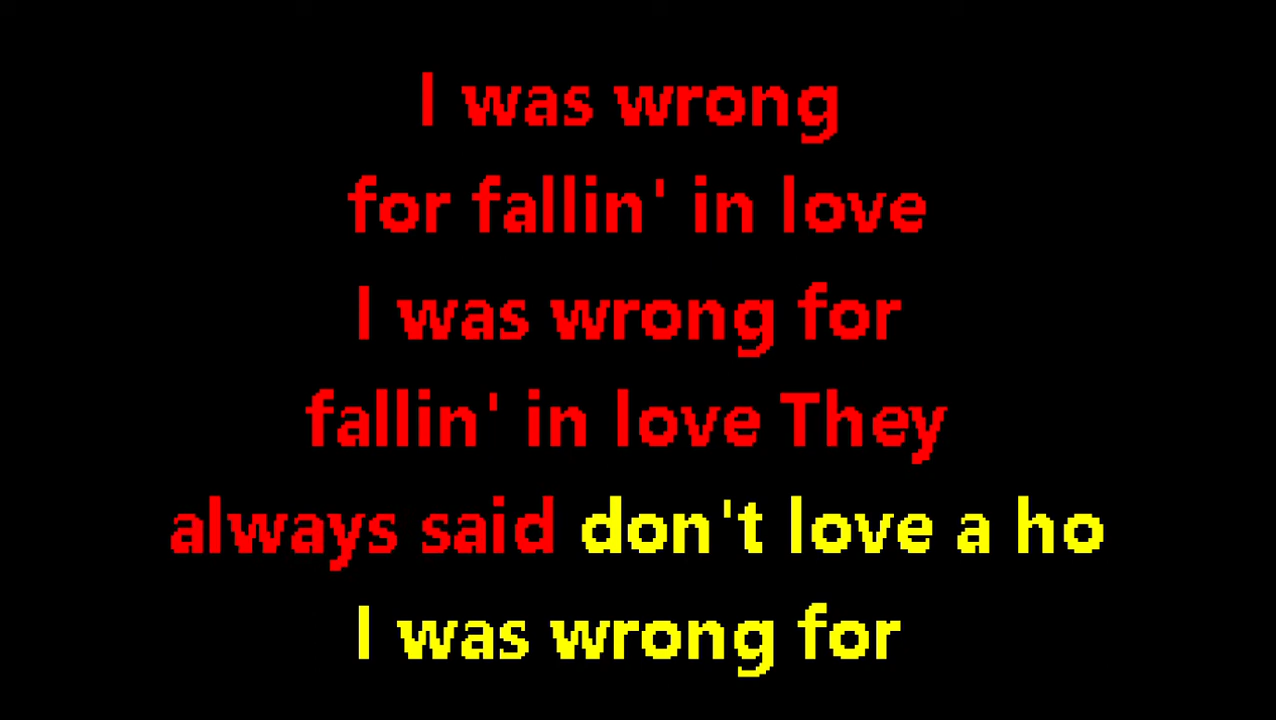 I was wrong
for fallin' in love
I was wrong for
fallin' in love They
always said don't love a ho
I was wrong for